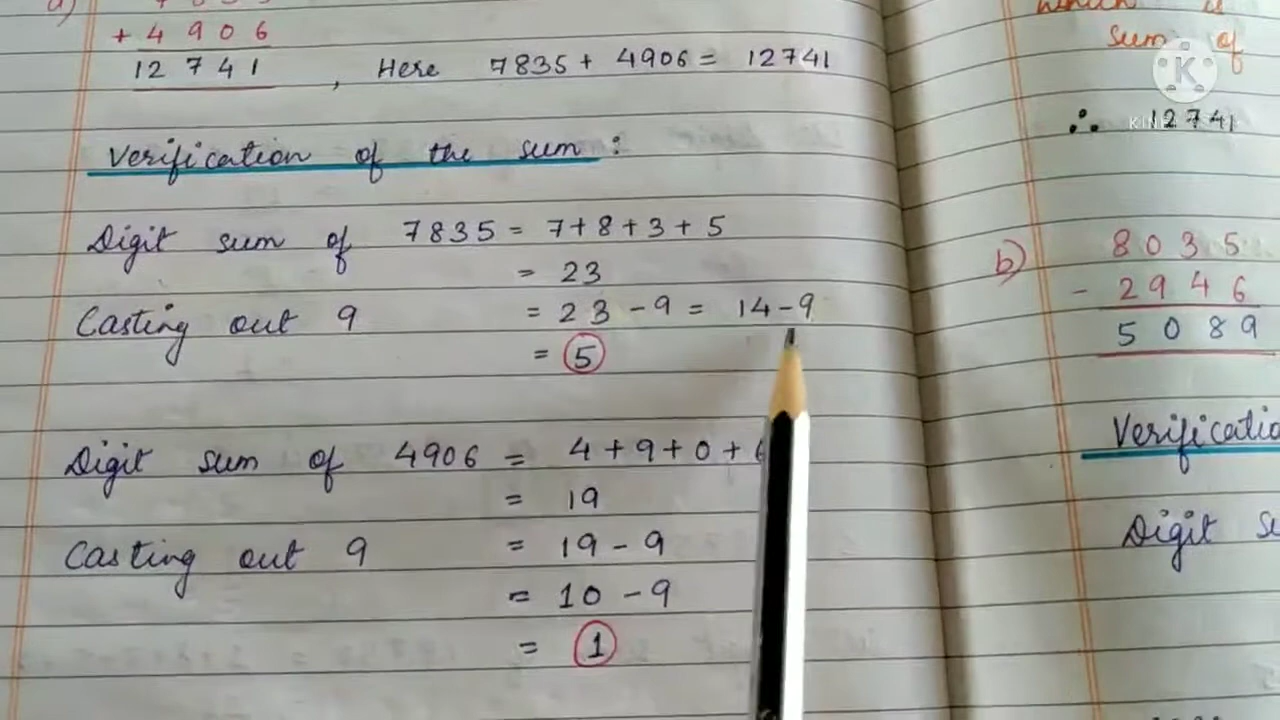 a)
+ 4 9 0 6
12 7 4 1 , Here 7835 + 4906 = 12741
Verification of the sum :
Digit sum of 7835 = 7+8+3+5
= 23
Casting out 9 = 23 - 9 = 14-9
= 5
Digit sum of 4906 = 4+9+0+6
= 19
Casting out 9 = 19 - 9
= 10 - 9
= 1
which is
sum of
∴ 12741
b) 8 0 3 5
- 2 9 4 6
5 0 8 9
Verificatio
Digit s
K